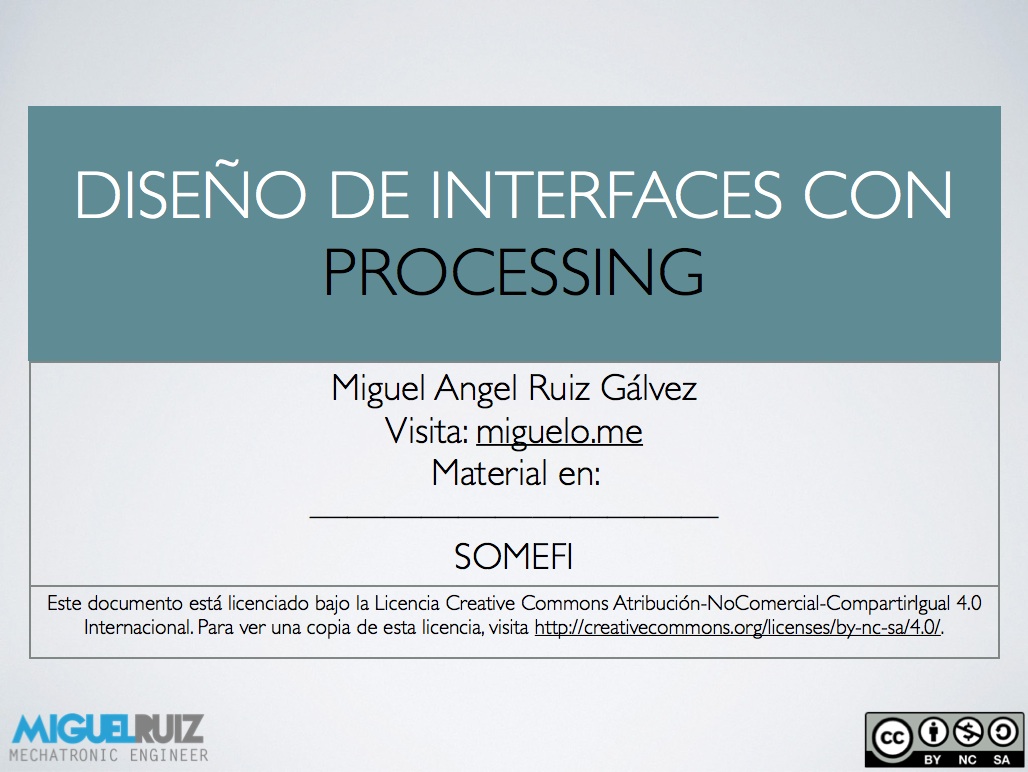 DISEÑO DE INTERFACES CON
PROCESSING
Miguel Angel Ruiz Gálvez
Visita: miguelo.me
Material en:
SOMEFI
Este documento está licenciado bajo la Licencia Creative Commons Atribución-NoComercial-CompartirIgual 4.0
Internacional. Para ver una copia de esta licencia, visita http://creativecommons.org/licenses/by-nc-sa/4.0/.
MIGUELRUIZ
MECHATRONIC ENGINEER
cc
BY NC SA